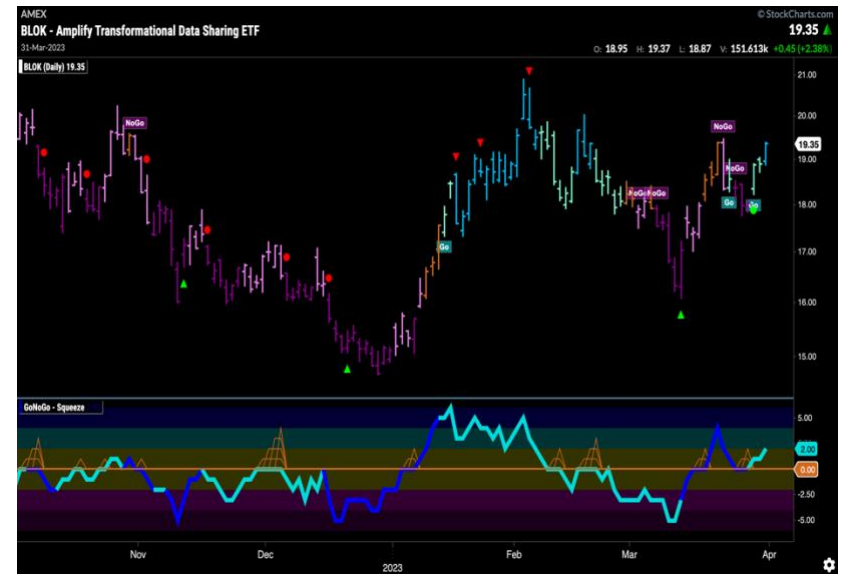 AMEX
© StockCharts.com
BLOK - Amplify Transformational Data Sharing ETF
19.35
31-Mar-2023
O: 18.95 H: 19.37 L: 18.87 V: 151.613k +0.45 (+2.38%)
BLOK (Daily) 19.35
21.00
20.00
NoGo
NoGo
19.35
19.00
NoGo
NoGo NoGo
18.00
Go
Go
Go
17.00
16.00
15.00
GoNoGo - Squeeze
5.00
2.00
0.00
-2.50
-5.00
Nov
Dec
2023
Feb
Mar
Apr